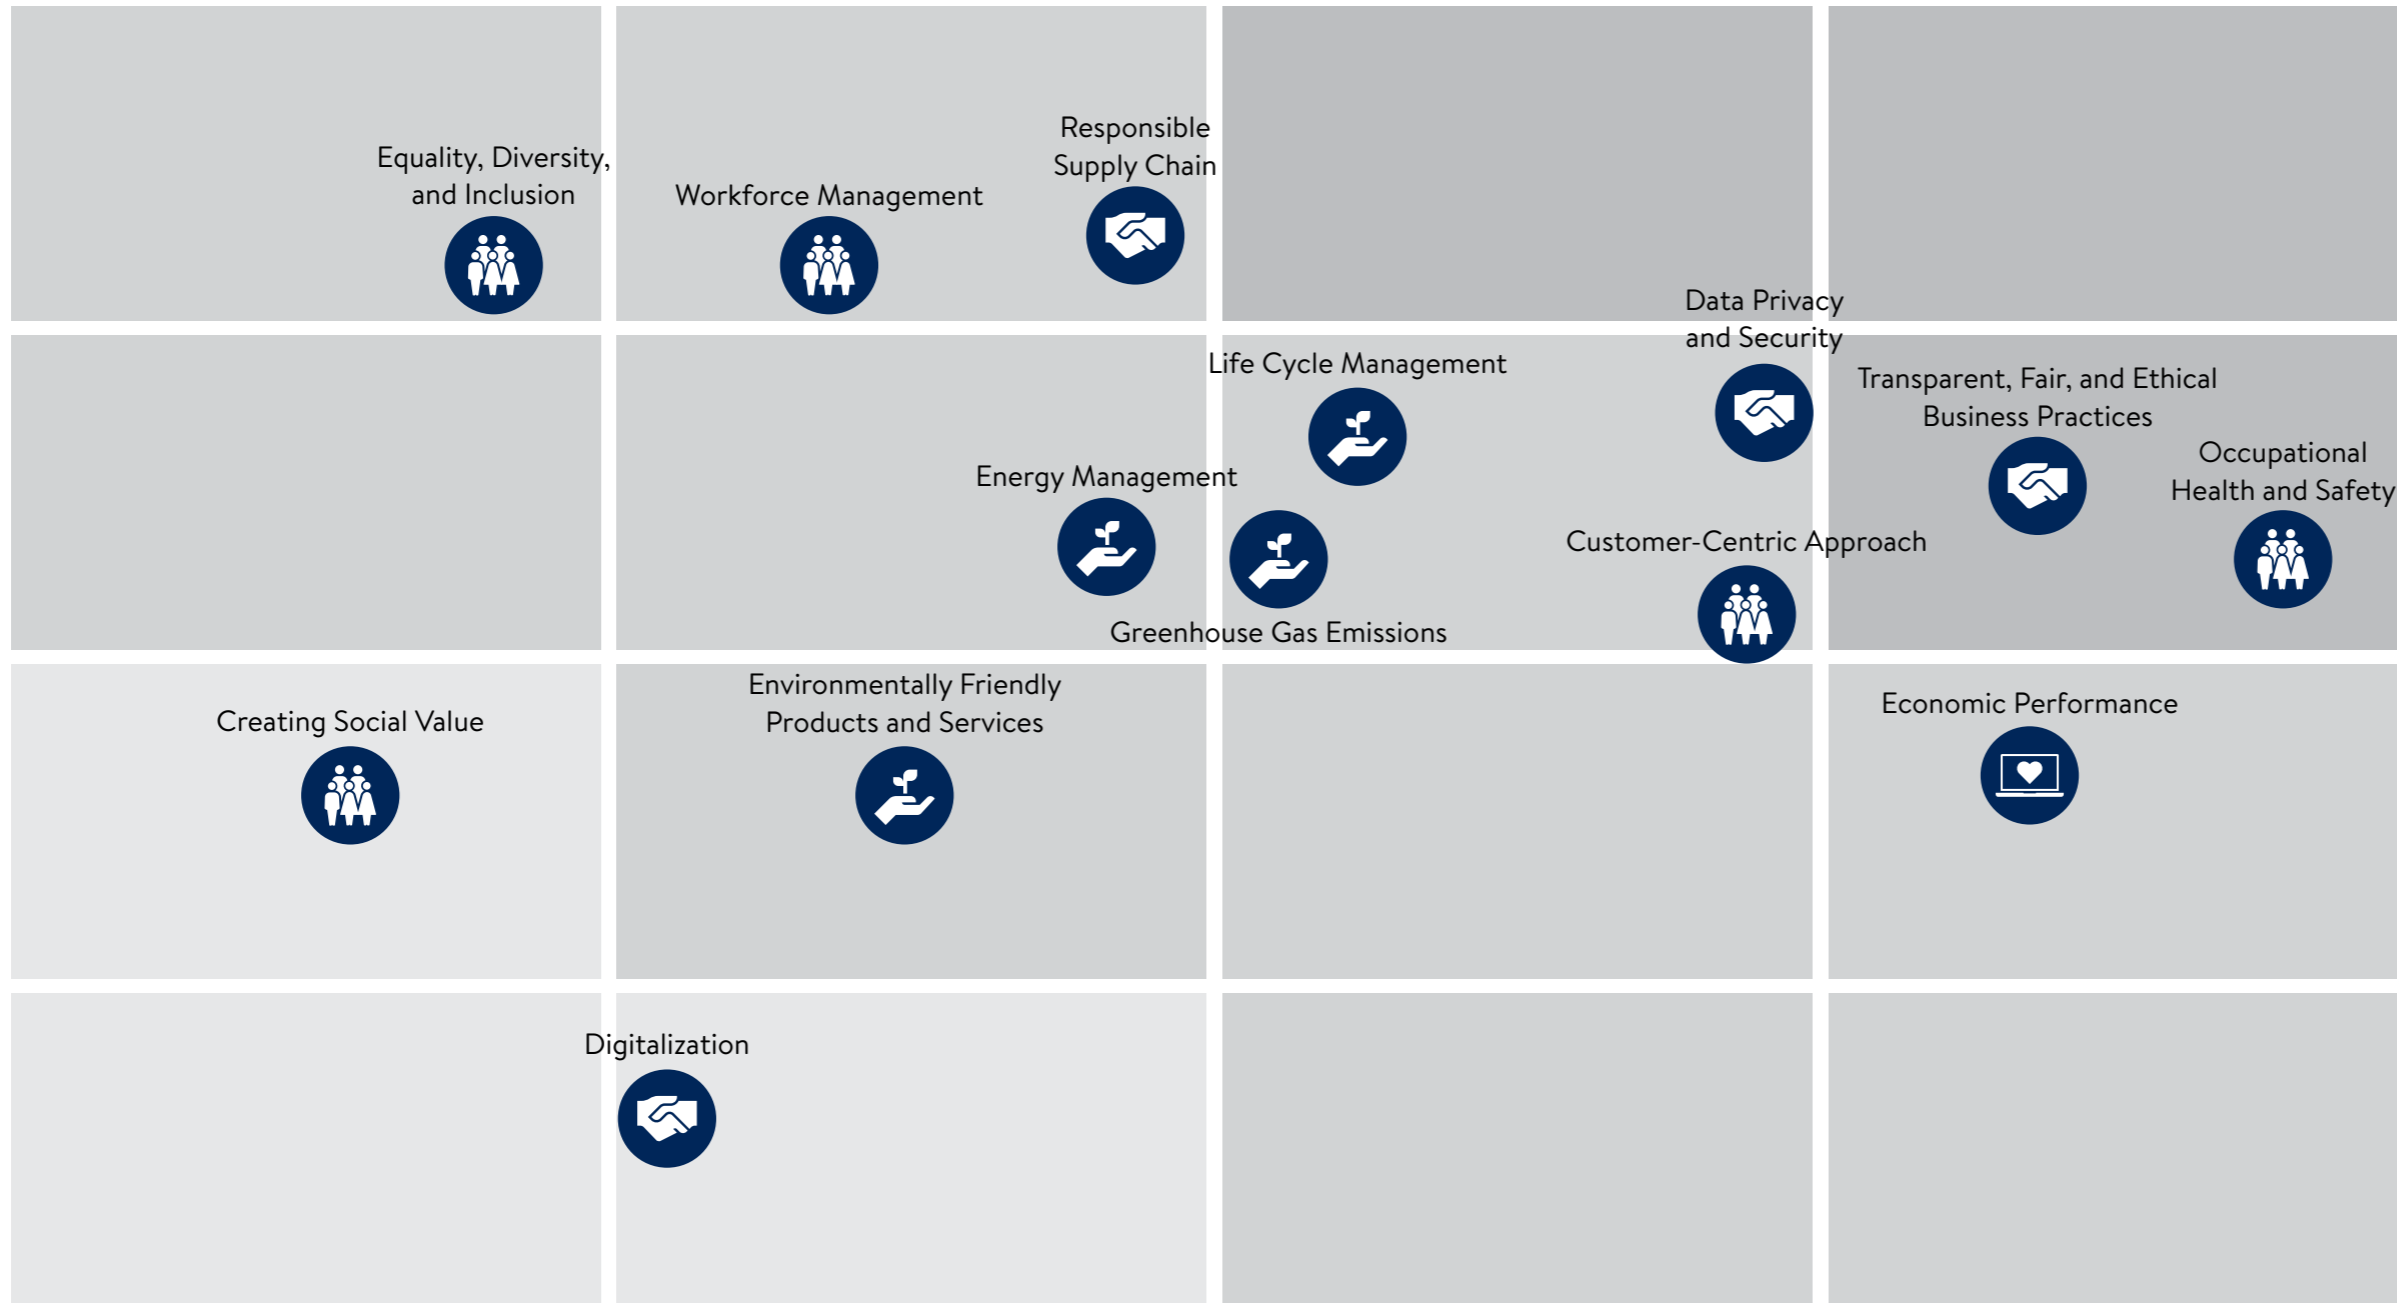 Equality, Diversity,
and Inclusion
Workforce Management
Responsible
Supply Chain
Data Privacy
and Security
Life Cycle Management
Transparent, Fair, and Ethical
Business Practices
Occupational
Health and Safety
Energy Management
Customer-Centric Approach
Greenhouse Gas Emissions
Creating Social Value
Environmentally Friendly
Products and Services
Economic Performance
Digitalization